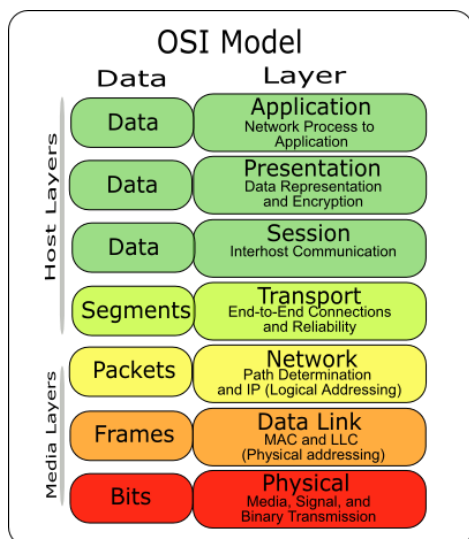 OSI Model
Data Layer
Host Layers
Data
Application
Network Process to
Application
Data
Presentation
Data Representation
and Encryption
Data
Session
Interhost Communication
Segments
Transport
End-to-End Connections
and Reliability
Media Layers
Packets
Network
Path Determination
and IP (Logical Addressing)
Frames
Data Link
MAC and LLC
(Physical addressing)
Bits
Physical
Media, Signal, and
Binary Transmission